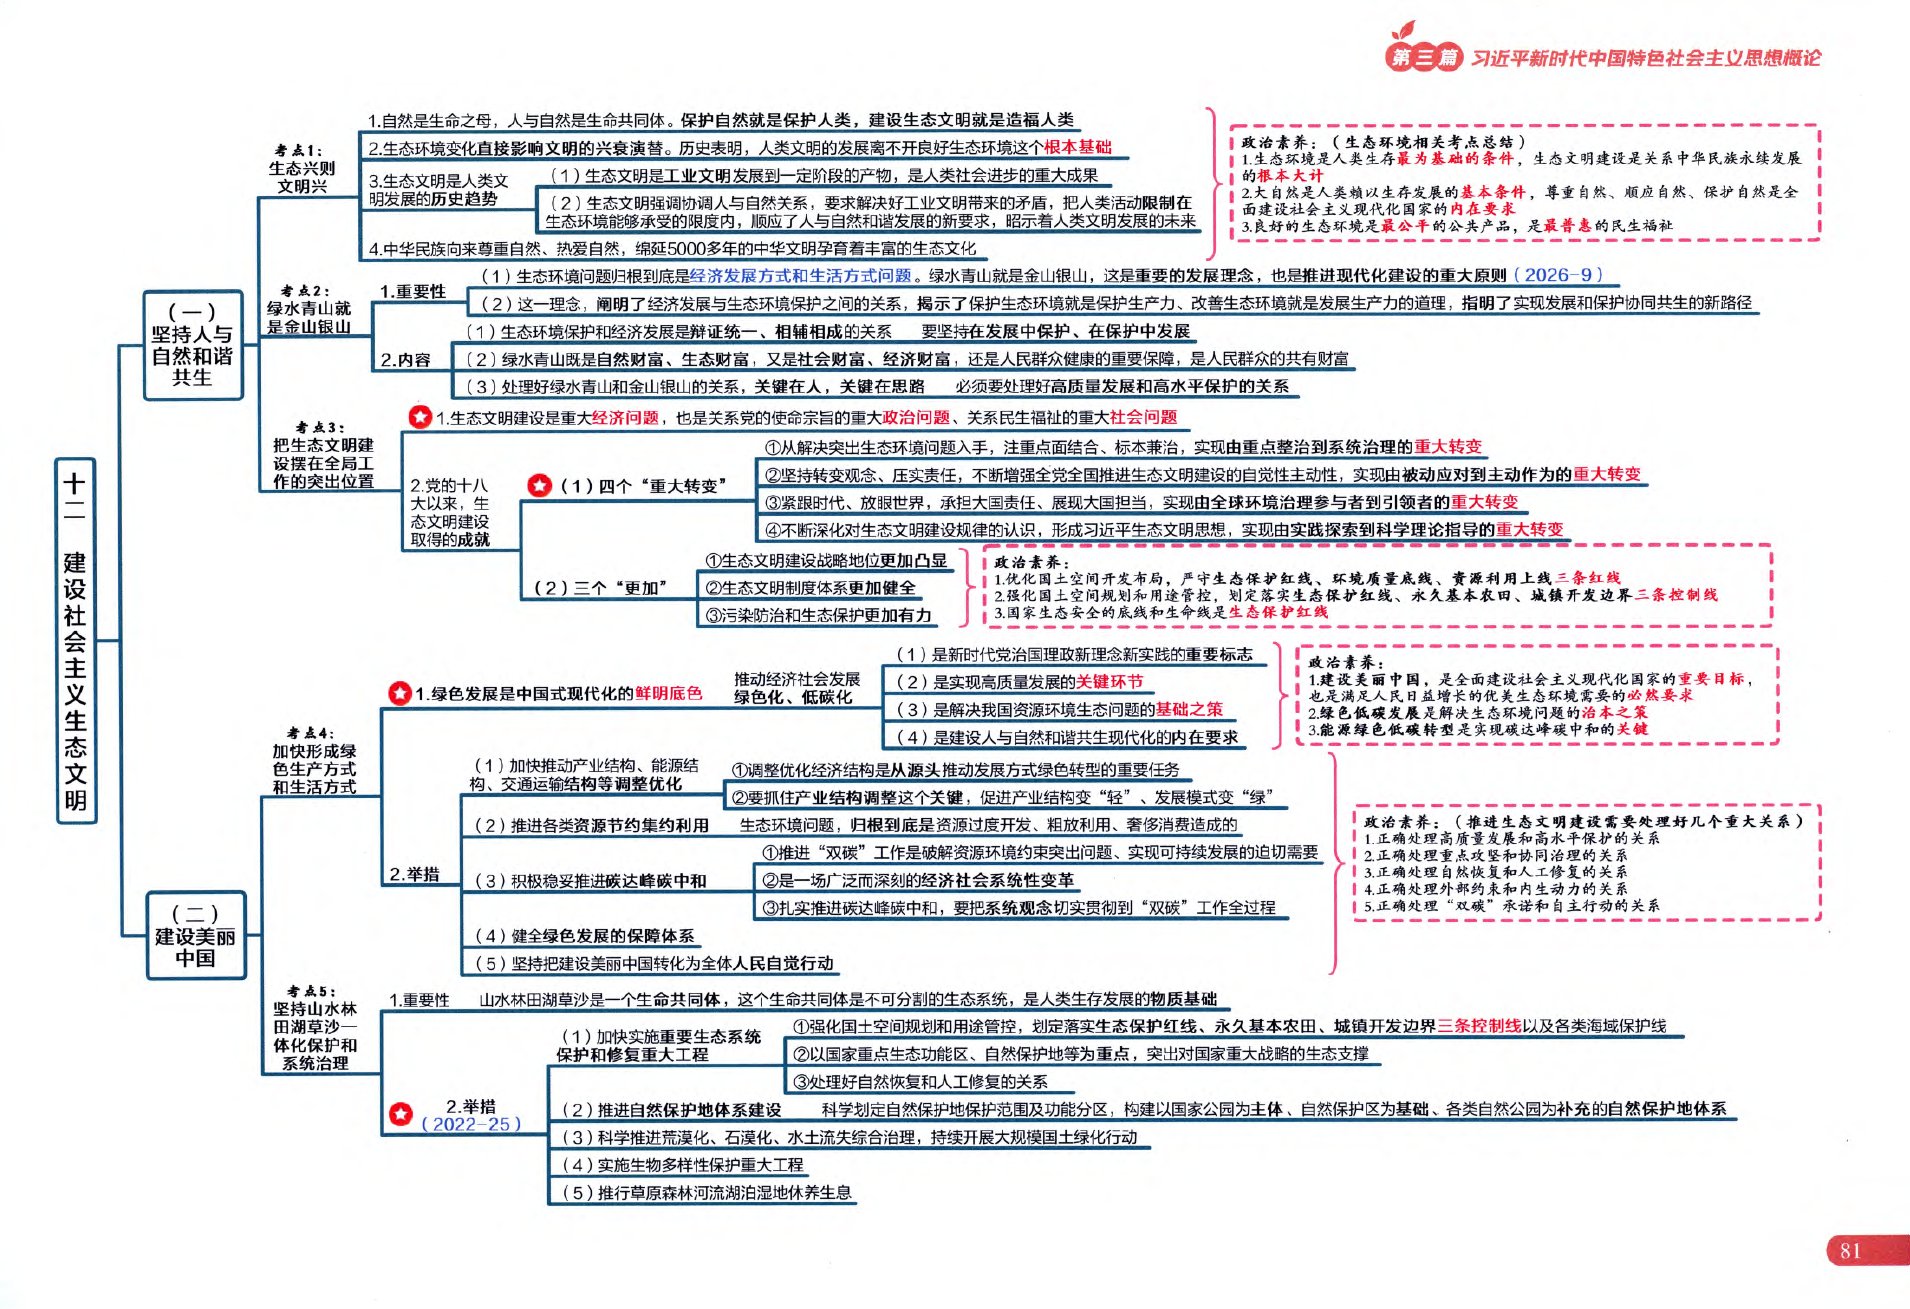 第三篇 习近平新时代中国特色社会主义思想概论
十二 建设社会主义生态文明
（一）
坚持人与
自然和谐
共生
考点1：
生态兴则
文明兴
1.自然是生命之母，人与自然是生命共同体。保护自然就是保护人类，建设生态文明就是造福人类
2.生态环境变化直接影响文明的兴衰演替。历史表明，人类文明的发展离不开良好生态环境这个根本基础
3.生态文明是人类文
明发展的历史趋势
（1）生态文明是工业文明发展到一定阶段的产物，是人类社会进步的重大成果
（2）生态文明强调协调人与自然关系，要求解决好工业文明带来的矛盾，把人类活动限制在
生态环境能够承受的限度内，顺应了人与自然和谐发展的新要求，昭示着人类文明发展的未来
4.中华民族向来尊重自然、热爱自然，绵延5000多年的中华文明孕育着丰富的生态文化
政治素养：（生态环境相关考点总结）
1.生态环境是人类生存最为基础的条件，生态文明建设是关系中华民族永续发展
的根本大计
2.大自然是人类赖以生存发展的基本条件，尊重自然、顺应自然、保护自然是全
面建设社会主义现代化国家的内在要求
3.良好的生态环境是最公平的公共产品，是最普惠的民生福祉
考点2：
绿水青山就
是金山银山
1.重要性
（1）生态环境问题归根到底是经济发展方式和生活方式问题。绿水青山就是金山银山，这是重要的发展理念，也是推进现代化建设的重大原则（2026-9）
（2）这一理念，阐明了经济发展与生态环境保护之间的关系，揭示了保护生态环境就是保护生产力、改善生态环境就是发展生产力的道理，指明了实现发展和保护协同共生的新路径
2.内容
（1）生态环境保护和经济发展是辩证统一、相辅相成的关系 要坚持在发展中保护、在保护中发展
（2）绿水青山既是自然财富、生态财富，又是社会财富、经济财富，还是人民群众健康的重要保障，是人民群众的共有财富
（3）处理好绿水青山和金山银山的关系，关键在人，关键在思路 必须要处理好高质量发展和高水平保护的关系
考点3：
把生态文明建
设摆在全局工
作的突出位置
1.生态文明建设是重大经济问题，也是关系党的使命宗旨的重大政治问题、关系民生福祉的重大社会问题
2.党的十八
大以来，生
态文明建设
取得的成就
（1）四个“重大转变”
①从解决突出生态环境问题入手，注重点面结合、标本兼治，实现由重点整治到系统治理的重大转变
②坚持转变观念、压实责任，不断增强全党全国推进生态文明建设的自觉性主动性，实现由被动应对到主动作为的重大转变
③紧跟时代、放眼世界，承担大国责任、展现大国担当，实现由全球环境治理参与者到引领者的重大转变
④不断深化对生态文明建设规律的认识，形成习近平生态文明思想，实现由实践探索到科学理论指导的重大转变
（2）三个“更加”
①生态文明建设战略地位更加凸显
②生态文明制度体系更加健全
③污染防治和生态保护更加有力
政治素养：
1.优化国土空间开发布局，严守生态保护红线、环境质量底线、资源利用上线三条红线
2.强化国土空间规划和用途管控，划定落实生态保护红线、永久基本农田、城镇开发边界三条控制线
3.国家生态安全的底线和生命线是生态保护红线
（二）
建设美丽
中国
考点4：
加快形成绿
色生产方式
和生活方式
1.绿色发展是中国式现代化的鲜明底色
推动经济社会发展
绿色化、低碳化
（1）是新时代党治国理政新理念新实践的重要标志
（2）是实现高质量发展的关键环节
（3）是解决我国资源环境生态问题的基础之策
（4）是建设人与自然和谐共生现代化的内在要求
政治素养：
1.建设美丽中国，是全面建设社会主义现代化国家的重要目标，
也是满足人民日益增长的优美生态环境需要的必然要求
2.绿色低碳发展是解决生态环境问题的治本之策
3.能源绿色低碳转型是实现碳达峰碳中和的关键
2.举措
（1）加快推动产业结构、能源结
构、交通运输结构等调整优化
①调整优化经济结构是从源头推动发展方式绿色转型的重要任务
②要抓住产业结构调整这个关键，促进产业结构变“轻”、发展模式变“绿”
（2）推进各类资源节约集约利用 生态环境问题，归根到底是资源过度开发、粗放利用、奢侈消费造成的
（3）积极稳妥推进碳达峰碳中和
①推进“双碳”工作是破解资源环境约束突出问题、实现可持续发展的迫切需要
②是一场广泛而深刻的经济社会系统性变革
③扎实推进碳达峰碳中和，要把系统观念切实贯彻到“双碳”工作全过程
（4）健全绿色发展的保障体系
（5）坚持把建设美丽中国转化为全体人民自觉行动
政治素养：（推进生态文明建设需要处理好几个重大关系）
1.正确处理高质量发展和高水平保护的关系
2.正确处理重点攻坚和协同治理的关系
3.正确处理自然恢复和人工修复的关系
4.正确处理外部约束和内生动力的关系
5.正确处理“双碳”承诺和自主行动的关系
考点5：
坚持山水林
田湖草沙一
体化保护和
系统治理
1.重要性 山水林田湖草沙是一个生命共同体，这个生命共同体是不可分割的生态系统，是人类生存发展的物质基础
2.举措
（2022-25）
（1）加快实施重要生态系统
保护和修复重大工程
①强化国土空间规划和用途管控，划定落实生态保护红线、永久基本农田、城镇开发边界三条控制线以及各类海域保护线
②以国家重点生态功能区、自然保护地等为重点，突出对国家重大战略的生态支撑
③处理好自然恢复和人工修复的关系
（2）推进自然保护地体系建设 科学划定自然保护地保护范围及功能分区，构建以国家公园为主体、自然保护区为基础、各类自然公园为补充的自然保护地体系
（3）科学推进荒漠化、石漠化、水土流失综合治理，持续开展大规模国土绿化行动
（4）实施生物多样性保护重大工程
（5）推行草原森林河流湖泊湿地休养生息
81